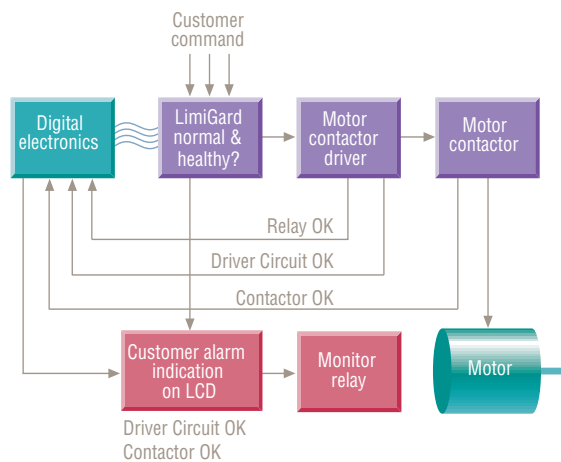 Customer
command
Digital
electronics
LimiGard
normal &
healthy?
Motor
contactor
driver
Motor
contactor
Relay OK
Driver Circuit OK
Contactor OK
Customer alarm
indication
on LCD
Monitor
relay
Motor
Driver Circuit OK
Contactor OK